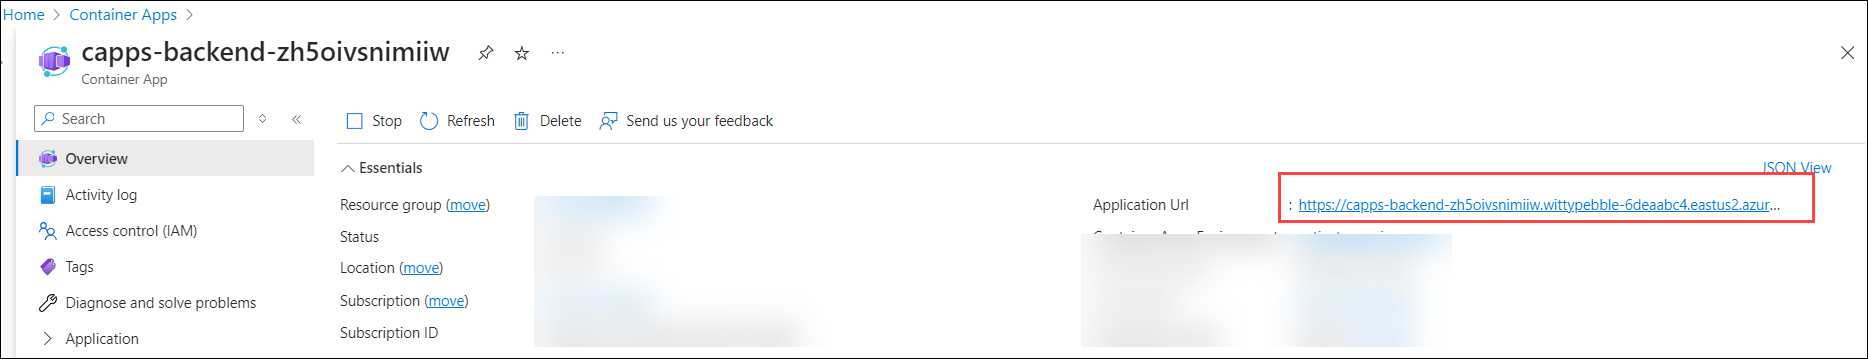 Home > Container Apps >
capps-backend-zh5oivsnimiiw ...
Container App
Search
Stop Refresh Delete Send us your feedback
Overview
Activity log
Access control (IAM)
Tags
Diagnose and solve problems
Application
Essentials
JSON View
Resource group (move)
Status
Location (move)
Subscription (move)
Subscription ID
Application Url : https://capps-backend-zh5oivsnimiiw.wittypebble-6deaabc4.eastus2.azur...